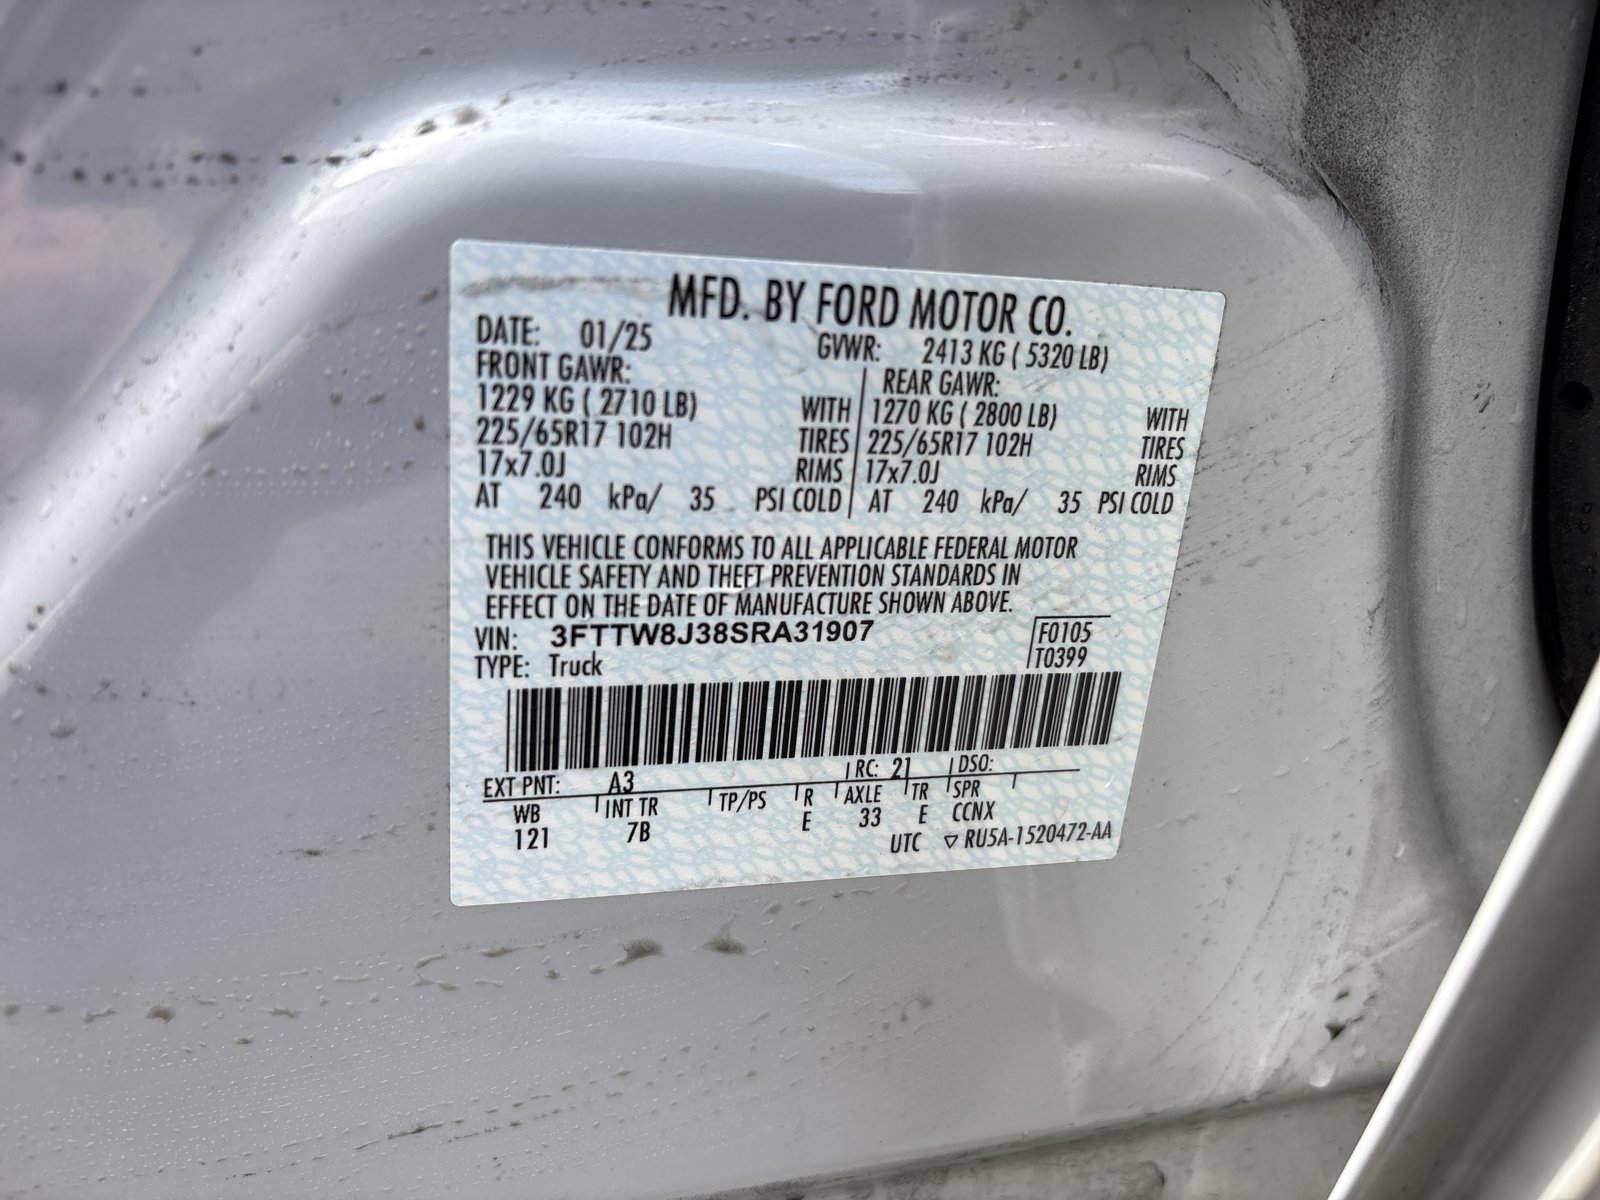 MFD. BY FORD MOTOR CO.
DATE: 01/25 GVWR: 2413 KG ( 5320 LB)
FRONT GAWR: REAR GAWR:
1229 KG ( 2710 LB) WITH 1270 KG ( 2800 LB) WITH
225/65R17 102H TIRES 225/65R17 102H TIRES
17x7.0J RIMS 17x7.0J RIMS
AT 240 kPa/ 35 PSI COLD AT 240 kPa/ 35 PSI COLD
THIS VEHICLE CONFORMS TO ALL APPLICABLE FEDERAL MOTOR
VEHICLE SAFETY AND THEFT PREVENTION STANDARDS IN
EFFECT ON THE DATE OF MANUFACTURE SHOWN ABOVE.
VIN: 3FTTW8J38SRA31907 F0105
TYPE: Truck T0399
EXT PNT: A3 RC: 21 DSO:
WB INT TR TP/PS R AXLE TR SPR
121 7B E 33 E CCNX
UTC ▽ RU5A-1520472-AA